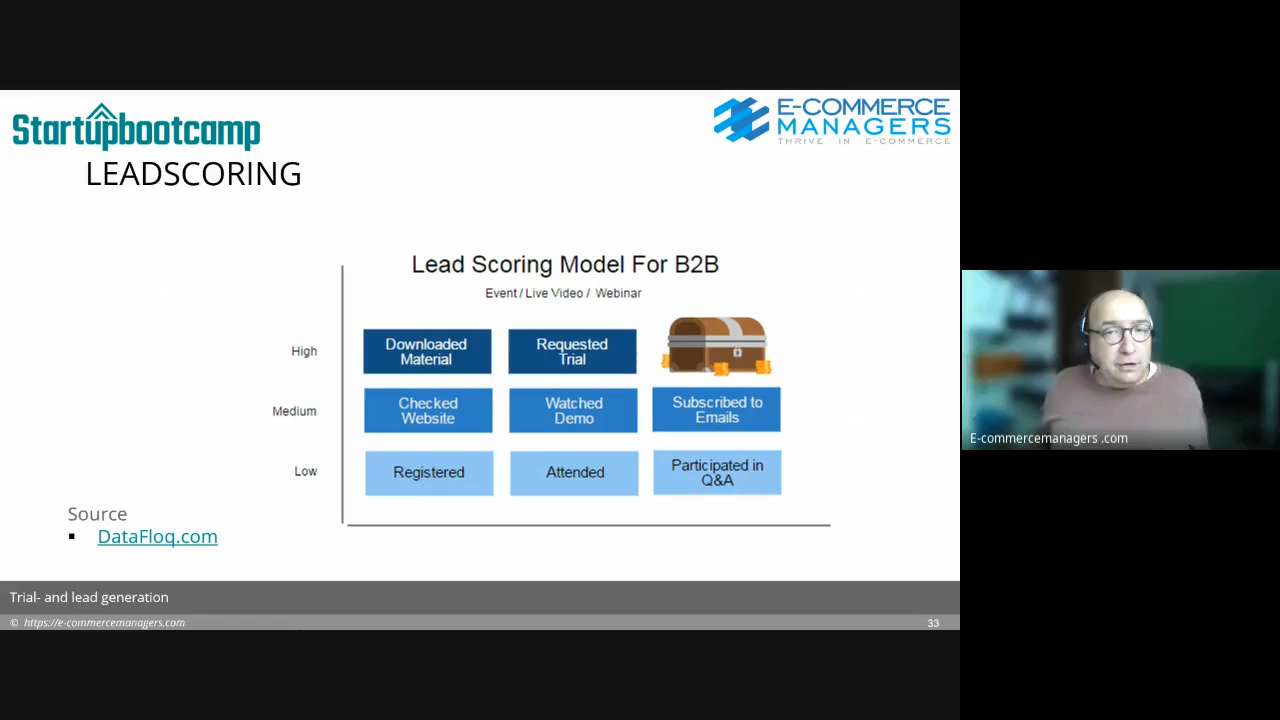 Startupbootcamp
E-COMMERCE
MANAGERS
THRIVE IN E-COMMERCE
LEADSCORING
Lead Scoring Model For B2B
Event / Live Video / Webinar
High
Downloaded
Material
Requested
Trial
Medium
Checked
Website
Watched
Demo
Subscribed to
Emails
Low
Registered
Attended
Participated in
Q&A
Source
▪ DataFloq.com
Trial- and lead generation
© https://e-commercemanagers.com
33
E-commercemanagers .com